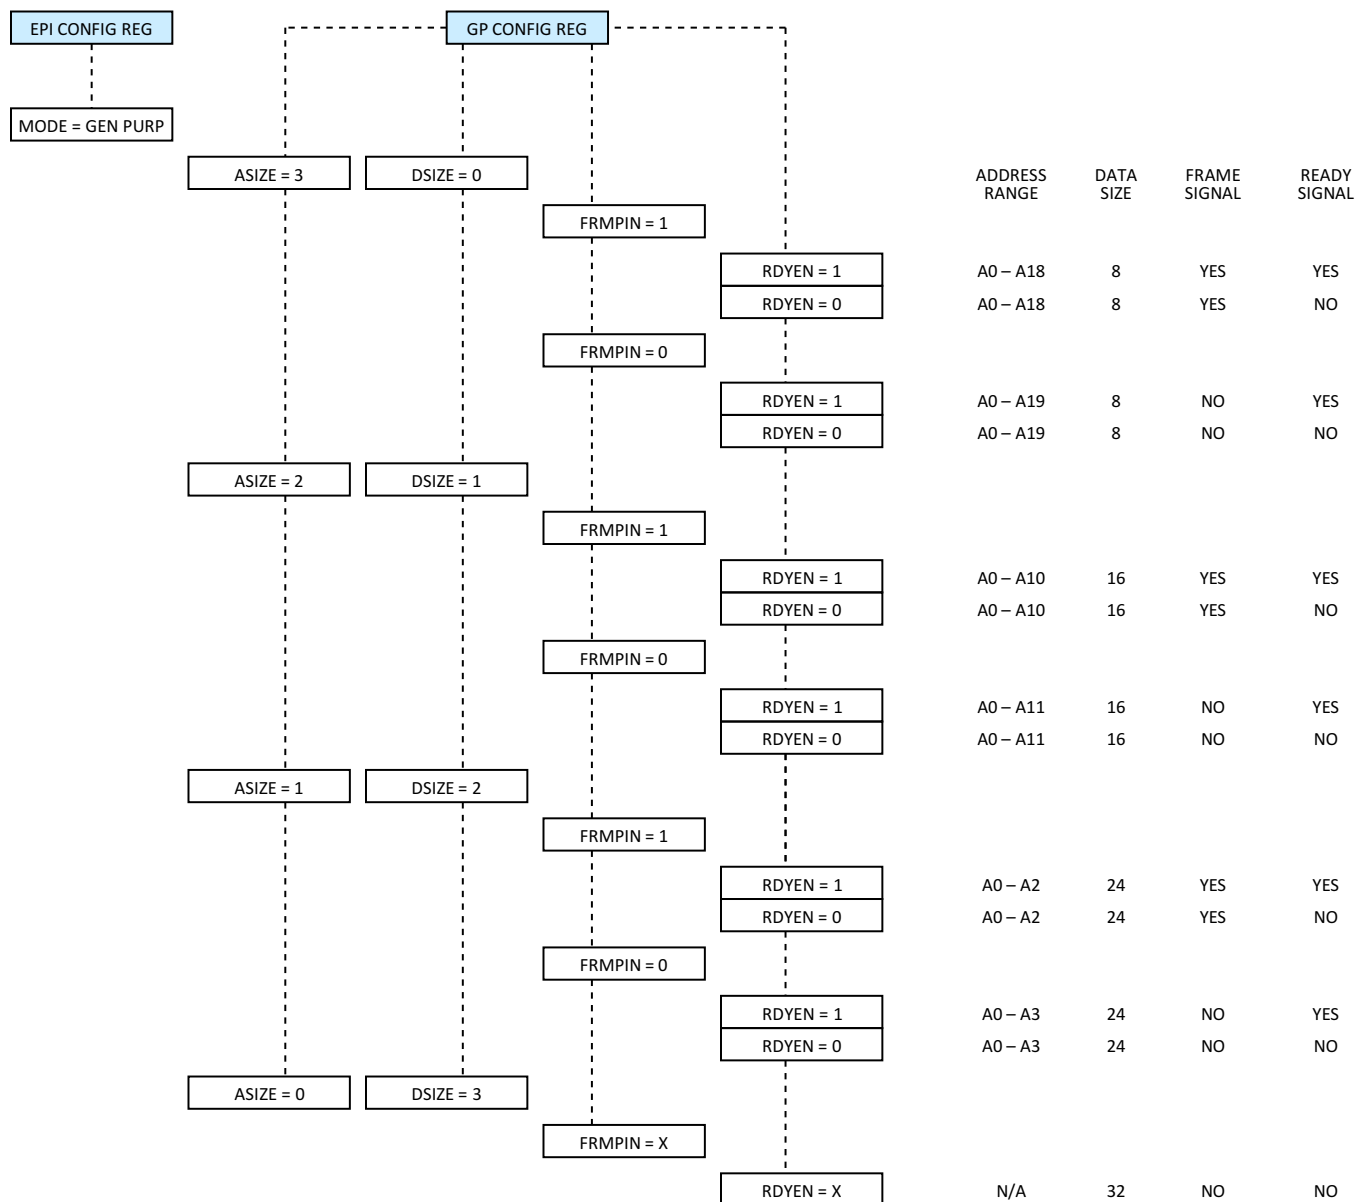 EPI CONFIG REG
GP CONFIG REG
MODE = GEN PURP
ASIZE = 3 DSIZE = 0 ADDRESS RANGE DATA SIZE FRAME SIGNAL READY SIGNAL
FRMPIN = 1
RDYEN = 1 A0 – A18 8 YES YES
RDYEN = 0 A0 – A18 8 YES NO
FRMPIN = 0
RDYEN = 1 A0 – A19 8 NO YES
RDYEN = 0 A0 – A19 8 NO NO
ASIZE = 2 DSIZE = 1
FRMPIN = 1
RDYEN = 1 A0 – A10 16 YES YES
RDYEN = 0 A0 – A10 16 YES NO
FRMPIN = 0
RDYEN = 1 A0 – A11 16 NO YES
RDYEN = 0 A0 – A11 16 NO NO
ASIZE = 1 DSIZE = 2
FRMPIN = 1
RDYEN = 1 A0 – A2 24 YES YES
RDYEN = 0 A0 – A2 24 YES NO
FRMPIN = 0
RDYEN = 1 A0 – A3 24 NO YES
RDYEN = 0 A0 – A3 24 NO NO
ASIZE = 0 DSIZE = 3
FRMPIN = X
RDYEN = X N/A 32 NO NO